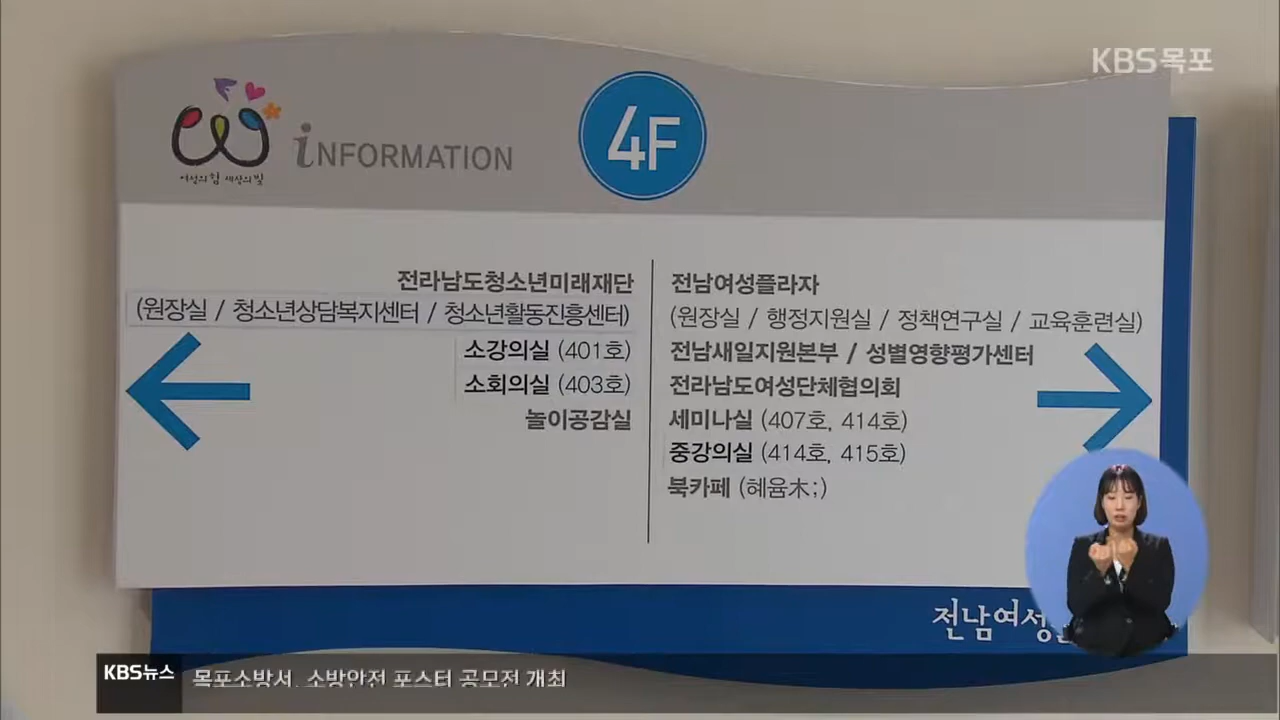 KBS목포
여성의 힘 세상의 빛
iNFORMATION
4F
전라남도청소년미래재단
(원장실 / 청소년상담복지센터 / 청소년활동진흥센터)
소강의실 (401호)
소회의실 (403호)
놀이공감실
전남여성플라자
(원장실 / 행정지원실 / 정책연구실 / 교육훈련실)
전남새일지원본부 / 성별영향평가센터
전라남도여성단체협의회
세미나실 (407호, 414호)
중강의실 (414호, 415호)
북카페 (혜윰木;)
전남여성
KBS뉴스
목포소방서, 소방안전 포스터 공모전 개최